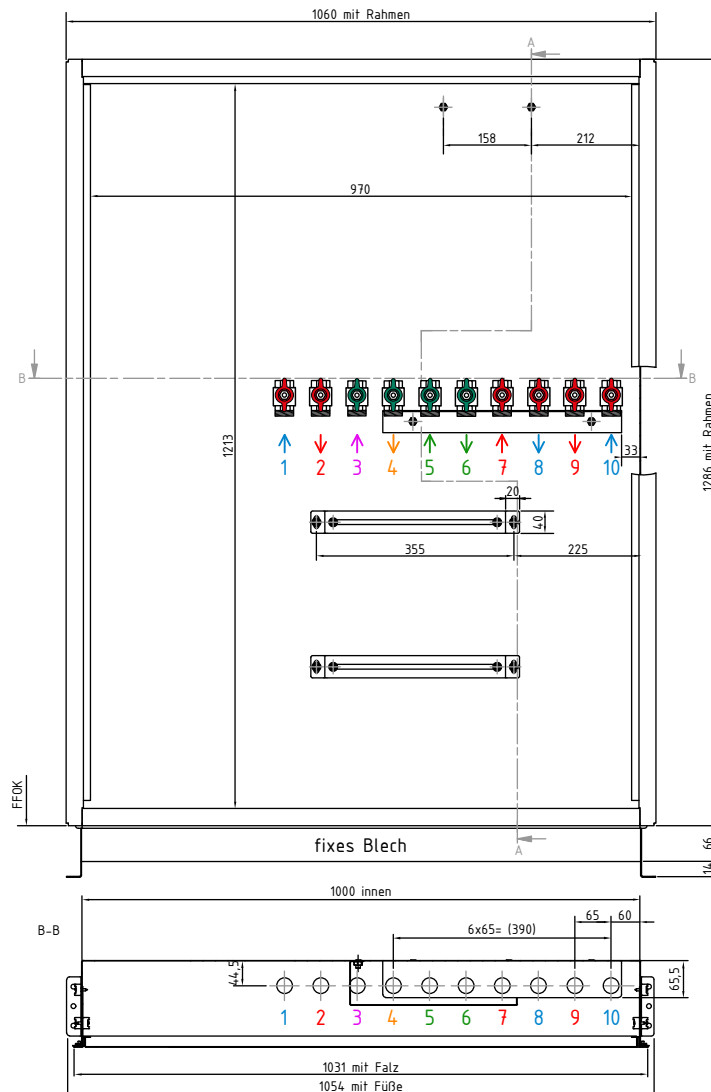 1060 mit Rahmen
A
158
212
970
B
B
1213
1286 mit Rahmen
1 2 3 4 5 6 7 8 9 10
33
20
40
355
225
FFOK
fixes Blech
A
66
14
1000 innen
B-B
65
60
6x65= (390)
44,5
65,5
1 2 3 4 5 6 7 8 9 10
1031 mit Falz
1054 mit Füße